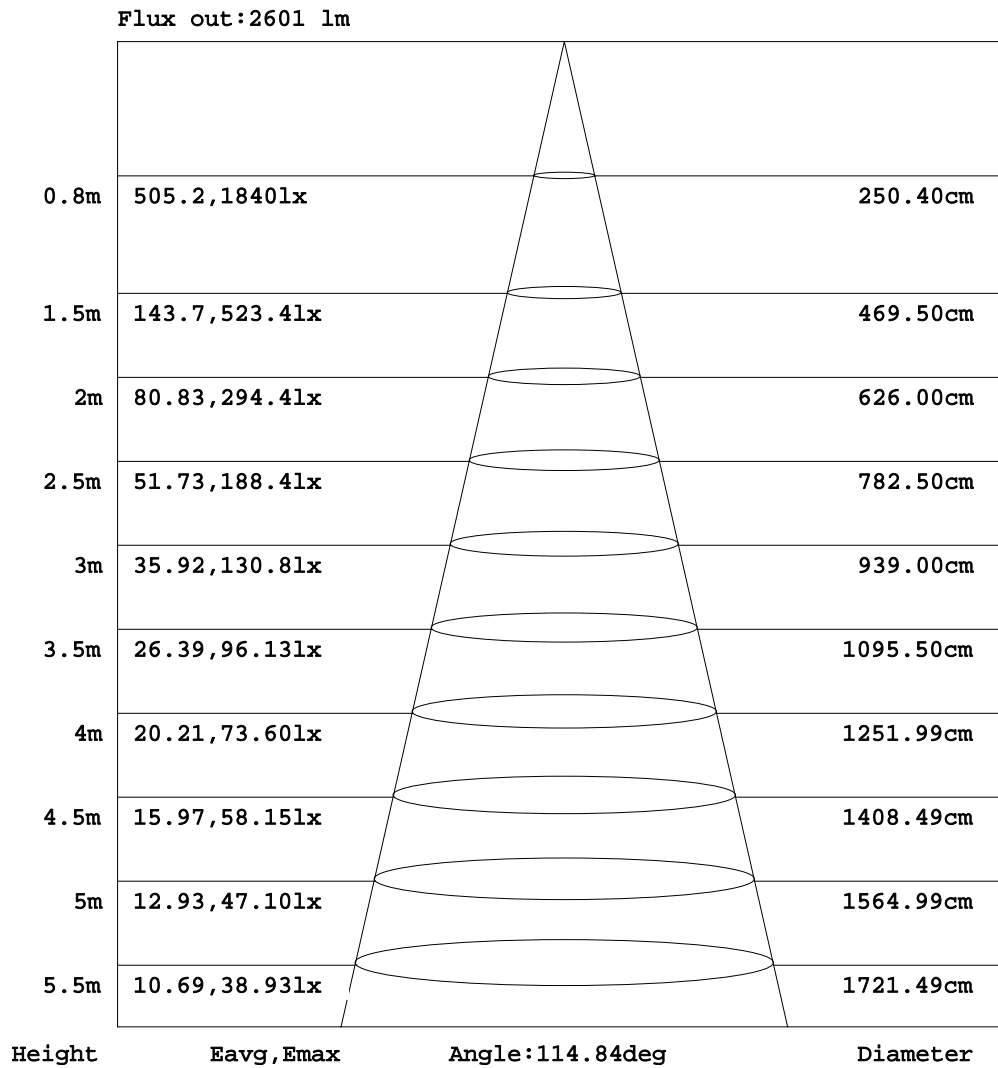 Flux out:2601 lm
0.8m 505.2,1840lx 250.40cm
1.5m 143.7,523.4lx 469.50cm
2m 80.83,294.4lx 626.00cm
2.5m 51.73,188.4lx 782.50cm
3m 35.92,130.8lx 939.00cm
3.5m 26.39,96.13lx 1095.50cm
4m 20.21,73.60lx 1251.99cm
4.5m 15.97,58.15lx 1408.49cm
5m 12.93,47.10lx 1564.99cm
5.5m 10.69,38.93lx 1721.49cm
Height Eavg,Emax Angle:114.84deg Diameter